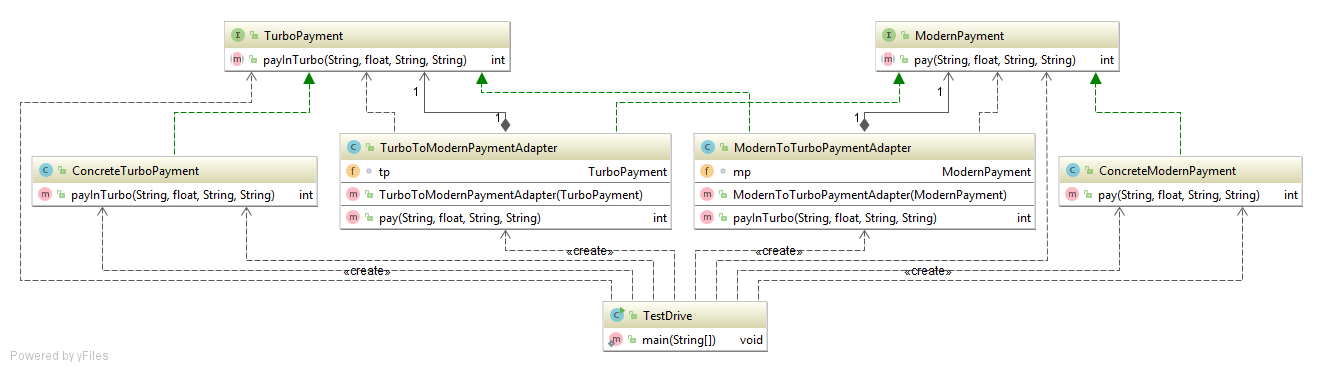 TurboPayment
payInTurbo(String, float, String, String) int
ModernPayment
pay(String, float, String, String) int
1
1
1
1
ConcreteTurboPayment
payInTurbo(String, float, String, String) int
TurboToModernPaymentAdapter
tp TurboPayment
TurboToModernPaymentAdapter(TurboPayment)
pay(String, float, String, String) int
ModernToTurboPaymentAdapter
mp ModernPayment
ModernToTurboPaymentAdapter(ModernPayment)
payInTurbo(String, float, String, String) int
ConcreteModernPayment
pay(String, float, String, String) int
«create»
«create»
«create»
«create»
TestDrive
main(String[]) void
Powered by yFiles